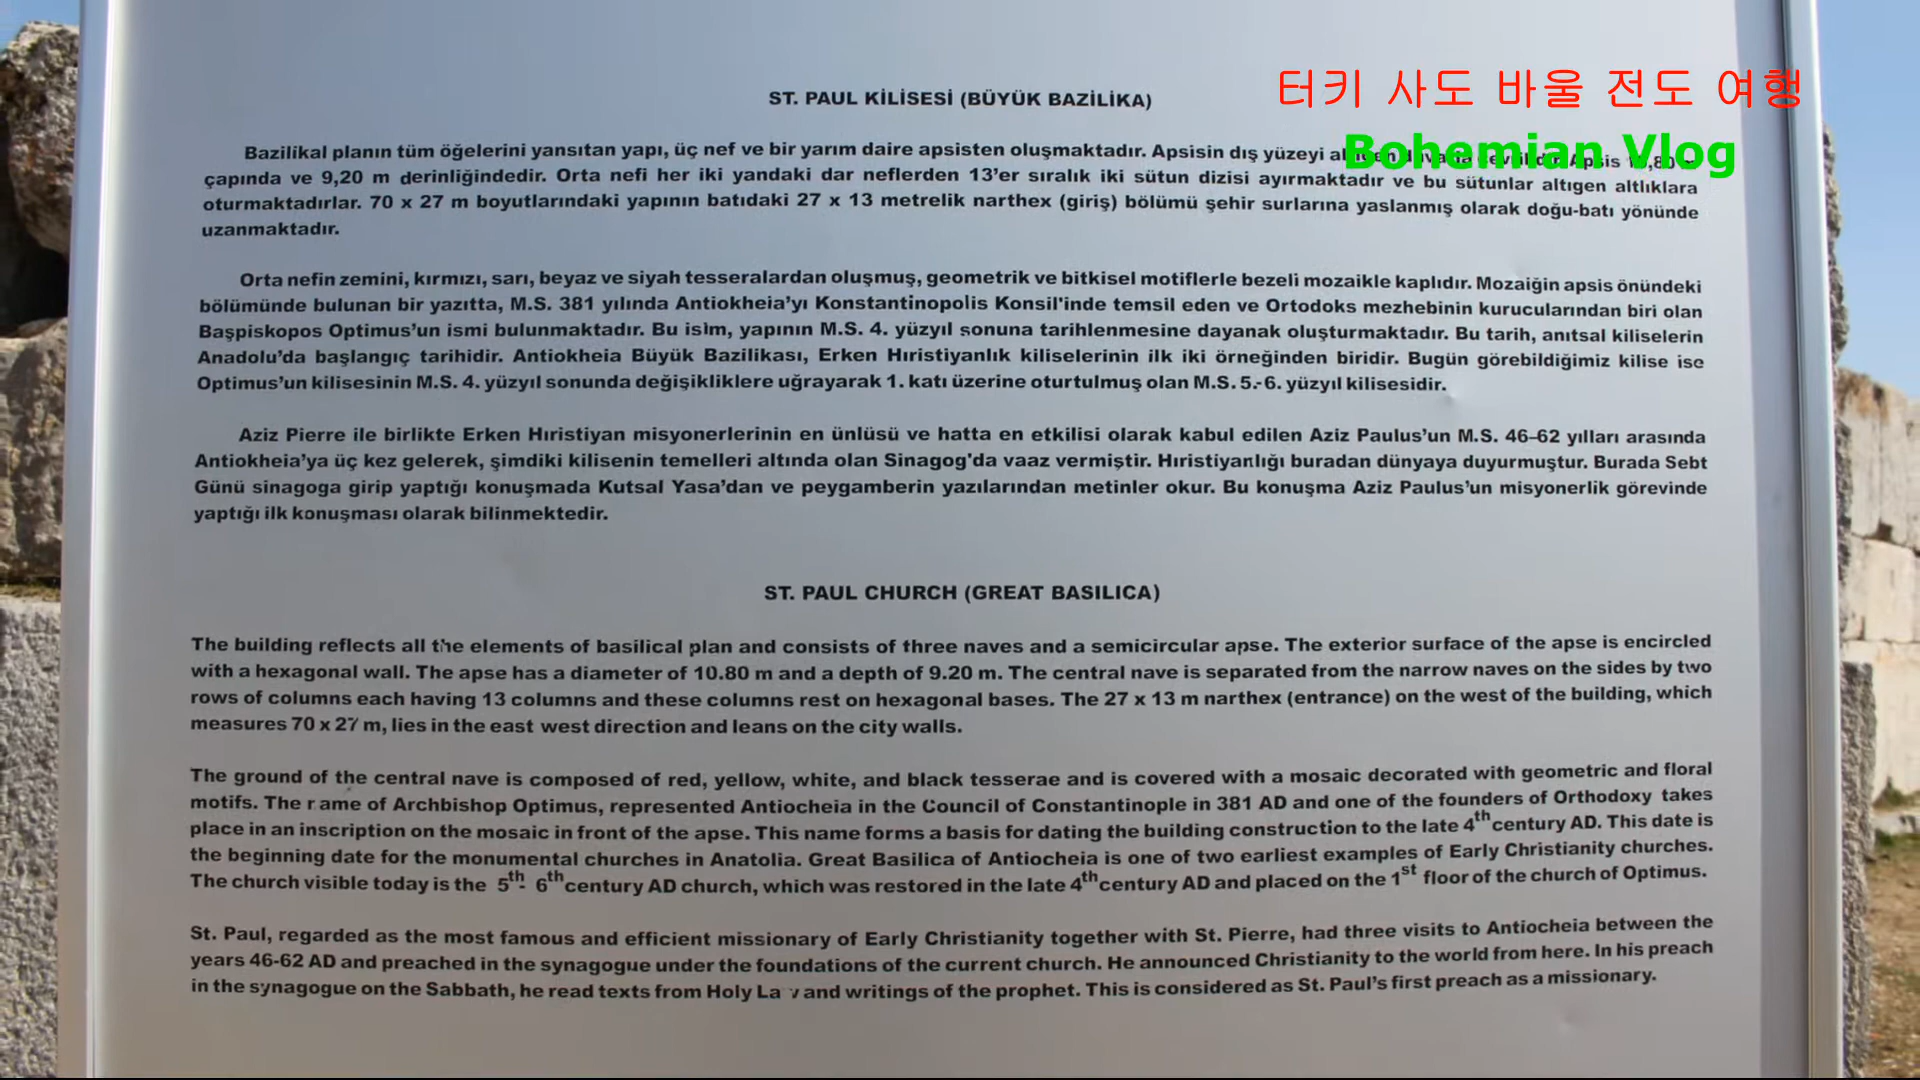 터키 사도 바울 전도 여행
Bohemian Vlog
ST. PAUL KİLİSESİ (BÜYÜK BAZİLİKA)
Bazilikal planın tüm öğelerini yansıtan yapı, üç nef ve bir yarım daire apsisten oluşmaktadır. Apsisin dış yüzeyi
çapında ve 9,20 m derinliğindedir. Orta nefi her iki yandaki dar neflerden 13'er sıralık iki sütun dizisi ayırmaktadır ve bu sütunlar altıgen altlıklara
oturmaktadırlar. 70 x 27 m boyutlarındaki yapının batıdaki 27 x 13 metrelik narthex (giriş) bölümü şehir surlarına yaslanmış olarak doğu-batı yönünde
uzanmaktadır.
Orta nefin zemini, kırmızı, sarı, beyaz ve siyah tesseralardan oluşmuş, geometrik ve bitkisel motiflerle bezeli mozaikle kaplıdır. Mozaiğin apsis önündeki
bölümünde bulunan bir yazıtta, M.S. 381 yılında Antiokheia'yı Konstantinopolis Konsil'inde temsil eden ve Ortodoks mezhebinin kurucularından biri olan
Başpiskopos Optimus'un ismi bulunmaktadır. Bu isim, yapının M.S. 4. yüzyıl sonuna tarihlenmesine dayanak oluşturmaktadır. Bu tarih, anıtsal kiliselerin
Anadolu'da başlangıç tarihidir. Antiokheia Büyük Bazilikası, Erken Hıristiyanlık kiliselerinin ilk iki örneğinden biridir. Bugün görebildiğimiz kilise ise
Optimus'un kilisesinin M.S. 4. yüzyıl sonunda değişikliklere uğrayarak 1. katı üzerine oturtulmuş olan M.S. 5.-6. yüzyıl kilisesidir.
Aziz Pierre ile birlikte Erken Hıristiyan misyonerlerinin en ünlüsü ve hatta en etkilisi olarak kabul edilen Aziz Paulus'un M.S. 46–62 yılları arasında
Antiokheia'ya üç kez gelerek, şimdiki kilisenin temelleri altında olan Sinagog'da vaaz vermiştir. Hıristiyanlığı buradan dünyaya duyurmuştur. Burada Sebt
Günü sinagoga girip yaptığı konuşmada Kutsal Yasa'dan ve peygamberin yazılarından metinler okur. Bu konuşma Aziz Paulus'un misyonerlik görevinde
yaptığı ilk konuşması olarak bilinmektedir.
ST. PAUL CHURCH (GREAT BASILICA)
The building reflects all the elements of basilical plan and consists of three naves and a semicircular apse. The exterior surface of the apse is encircled
with a hexagonal wall. The apse has a diameter of 10.80 m and a depth of 9.20 m. The central nave is separated from the narrow naves on the sides by two
rows of columns each having 13 columns and these columns rest on hexagonal bases. The 27 x 13 m narthex (entrance) on the west of the building, which
measures 70 x 27 m, lies in the east west direction and leans on the city walls.
The ground of the central nave is composed of red, yellow, white, and black tesserae and is covered with a mosaic decorated with geometric and floral
motifs. The name of Archbishop Optimus, represented Antiocheia in the Council of Constantinople in 381 AD and one of the founders of Orthodoxy takes
place in an inscription on the mosaic in front of the apse. This name forms a basis for dating the building construction to the late 4th century AD. This date is
the beginning date for the monumental churches in Anatolia. Great Basilica of Antiocheia is one of two earliest examples of Early Christianity churches.
The church visible today is the 5th- 6th century AD church, which was restored in the late 4th century AD and placed on the 1st floor of the church of Optimus.
St. Paul, regarded as the most famous and efficient missionary of Early Christianity together with St. Pierre, had three visits to Antiocheia between the
years 46-62 AD and preached in the synagogue under the foundations of the current church. He announced Christianity to the world from here. In his preach
in the synagogue on the Sabbath, he read texts from Holy Law and writings of the prophet. This is considered as St. Paul's first preach as a missionary.